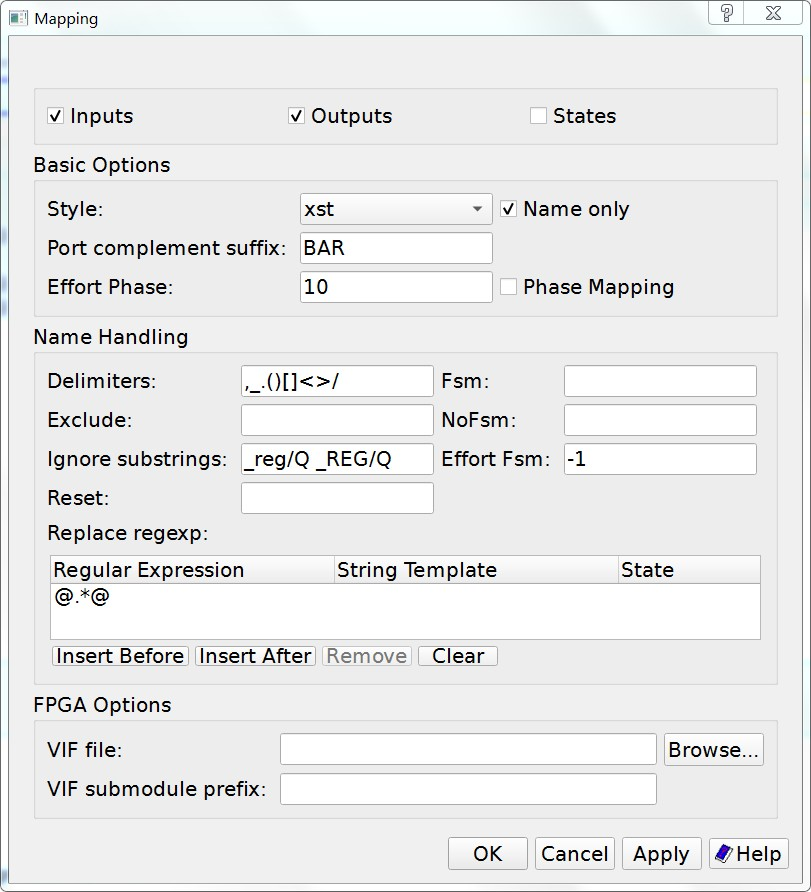 Mapping
Inputs Outputs States
Basic Options
Style: xst Name only
Port complement suffix: BAR
Effort Phase: 10 Phase Mapping
Name Handling
Delimiters: ,_.()[]<>/ Fsm:
Exclude: NoFsm:
Ignore substrings: _reg/Q _REG/Q Effort Fsm: -1
Reset:
Replace regexp:
Regular Expression String Template State
@.*@
Insert Before Insert After Remove Clear
FPGA Options
VIF file: Browse...
VIF submodule prefix:
OK Cancel Apply Help